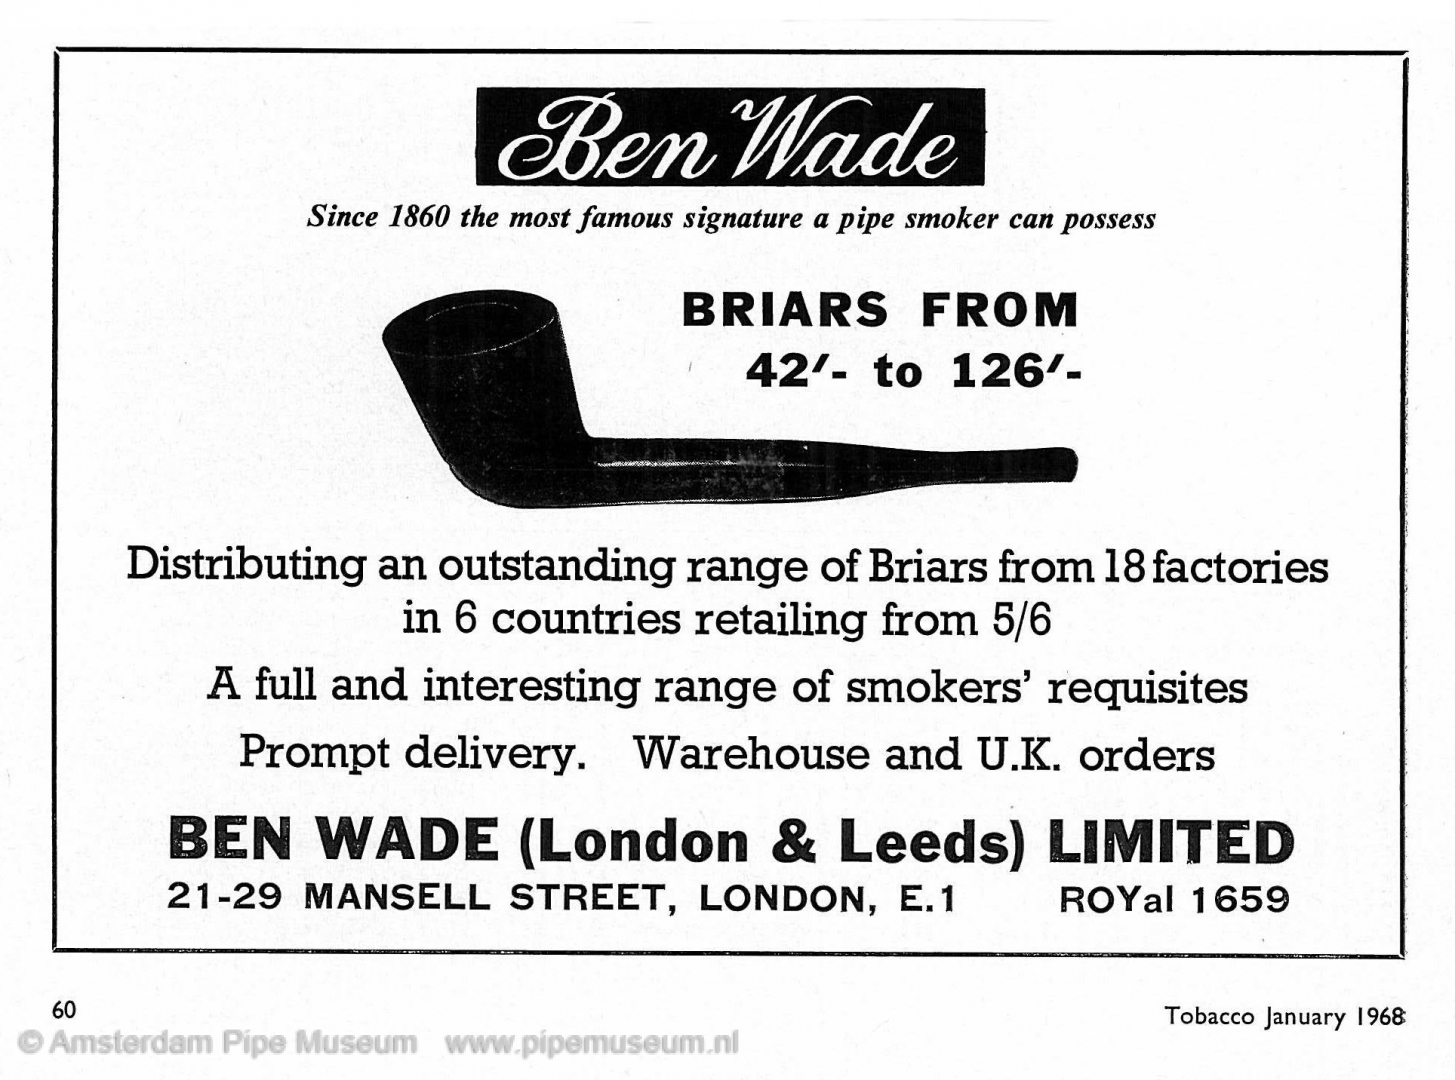 Ben Wade
Since 1860 the most famous signature a pipe smoker can possess
BRIARS FROM
42/- to 126/-
Distributing an outstanding range of Briars from 18 factories
in 6 countries retailing from 5/6
A full and interesting range of smokers' requisites
Prompt delivery. Warehouse and U.K. orders
BEN WADE (London & Leeds) LIMITED
21-29 MANSELL STREET, LONDON, E.1 ROYal 1659
60
Tobacco January 1968
© Amsterdam Pipe Museum www.pipemuseum.nl